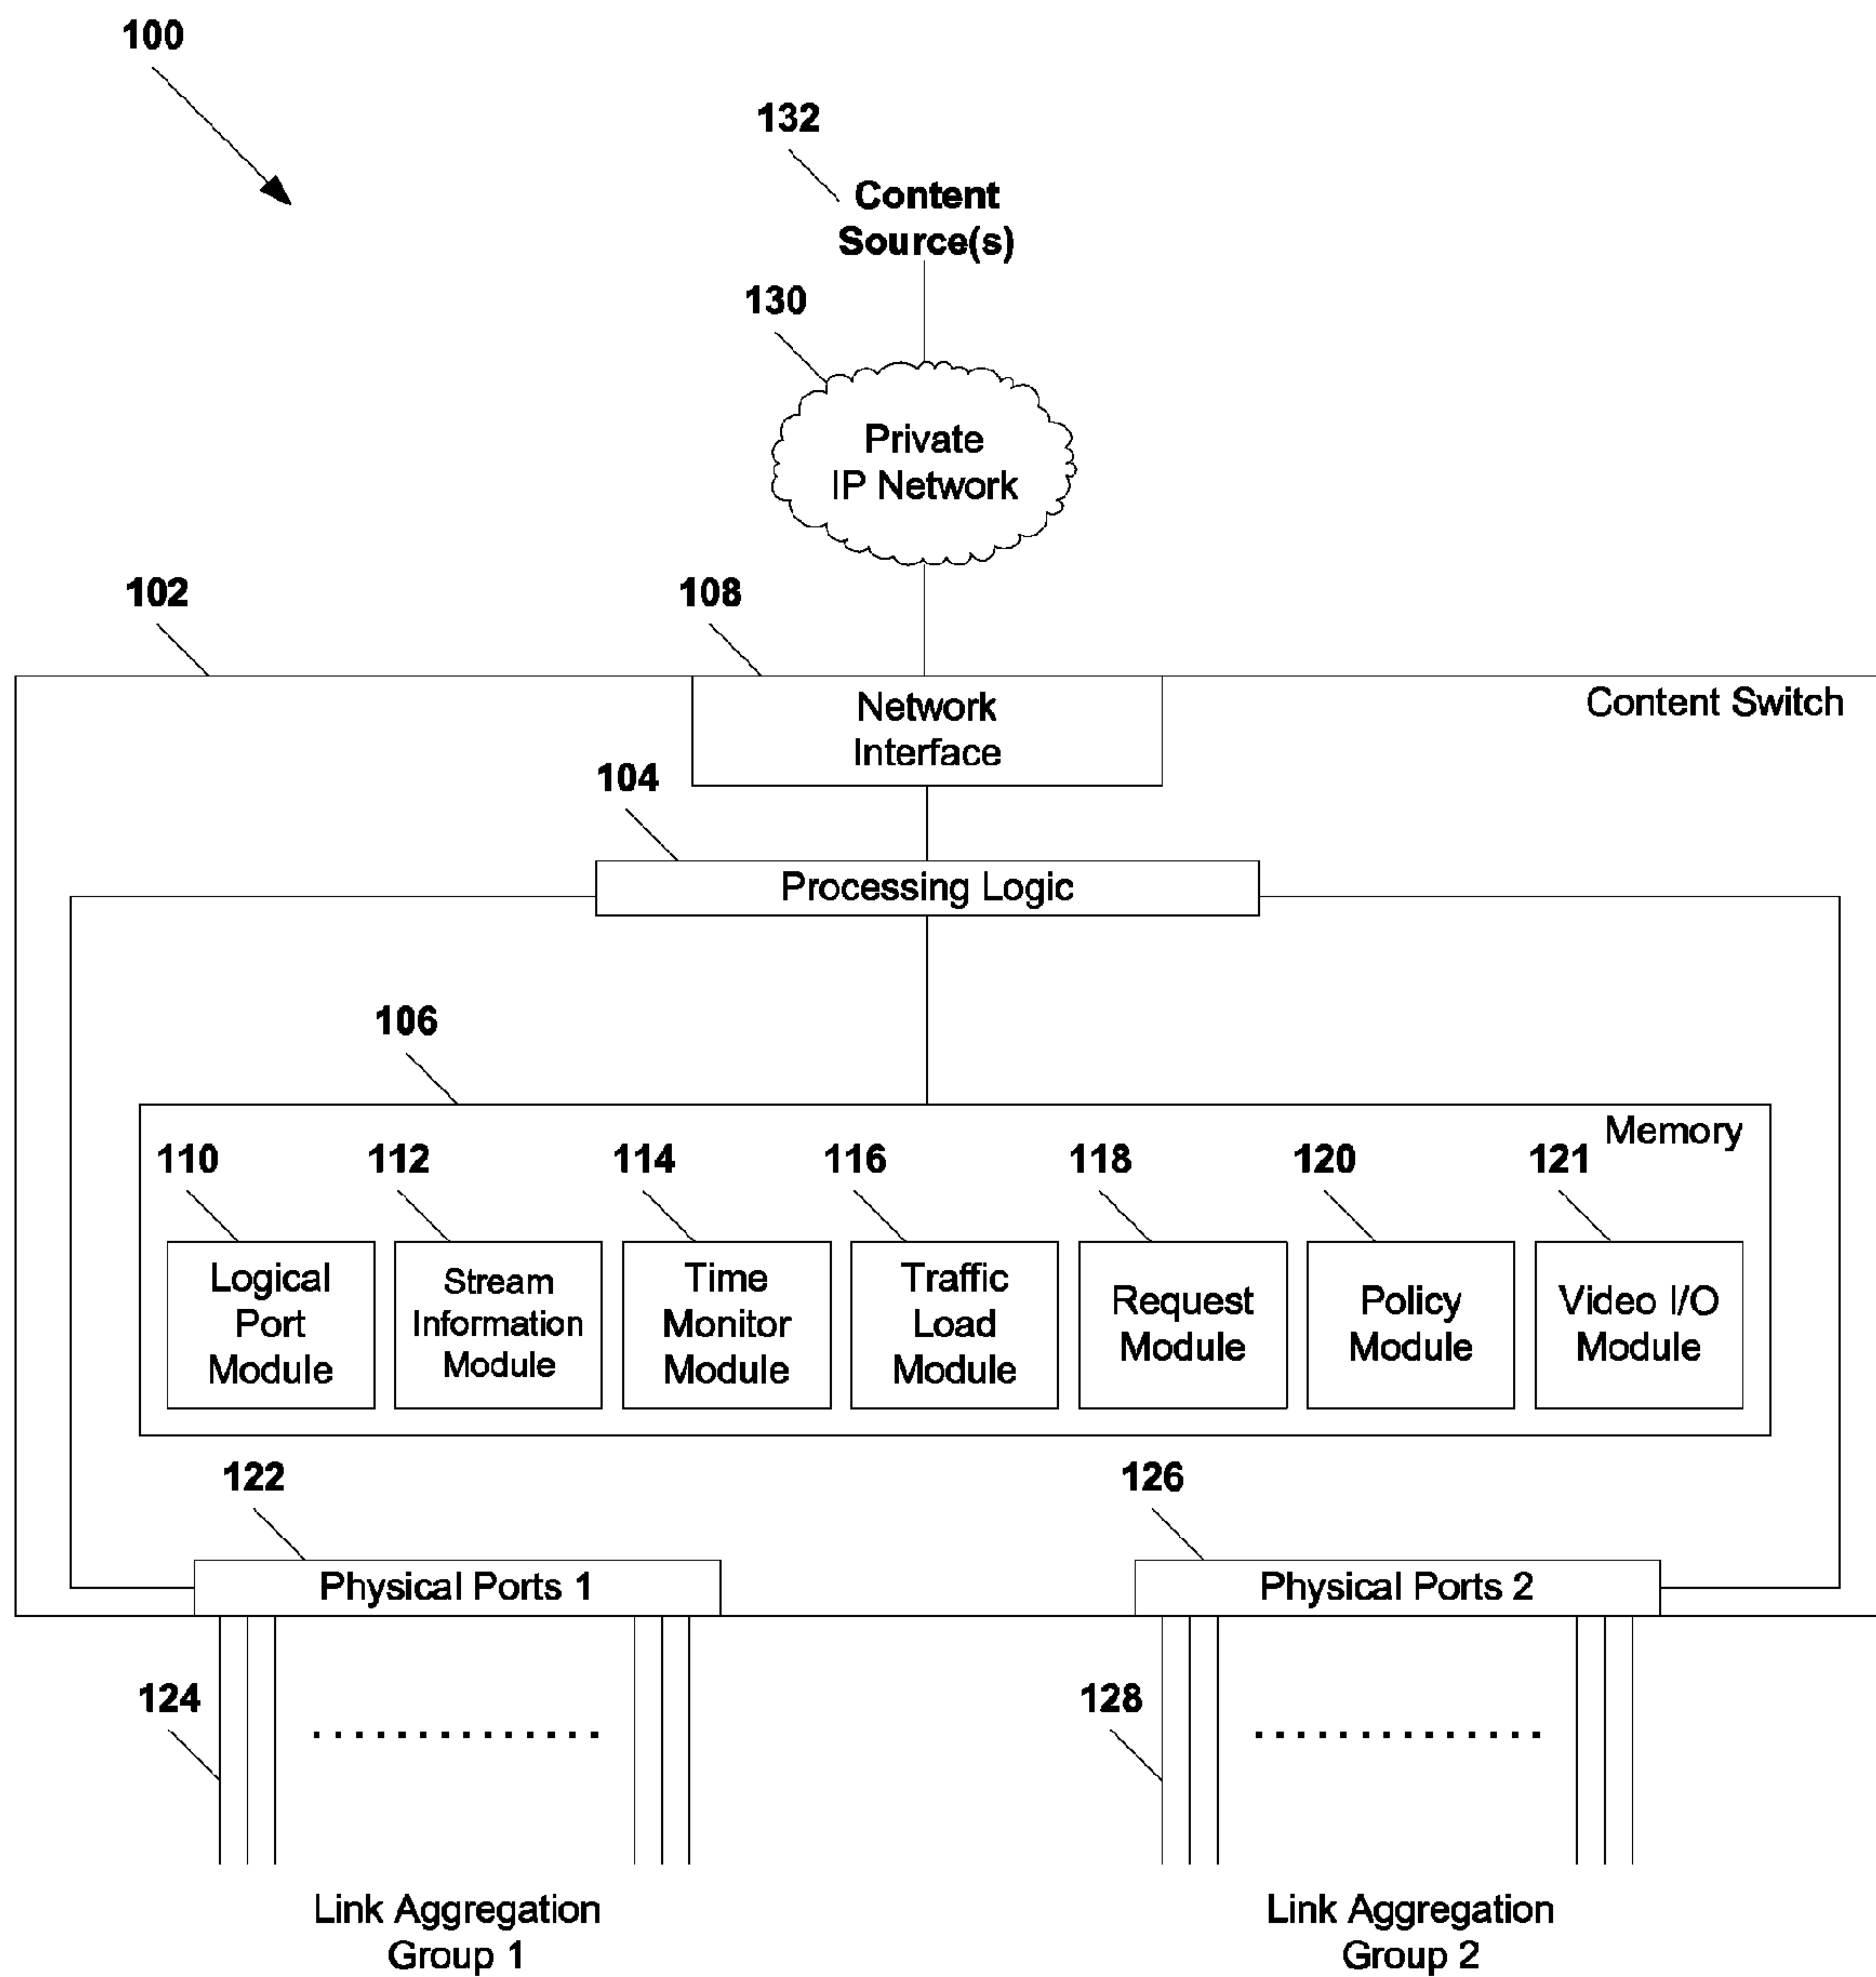 100
132
Content
Source(s)
130
Private
IP Network
102
108
Network
Interface
Content Switch
104
Processing Logic
106
Memory
110
112
114
116
118
120
121
Logical
Port
Module
Stream
Information
Module
Time
Monitor
Module
Traffic
Load
Module
Request
Module
Policy
Module
Video I/O
Module
122
126
Physical Ports 1
Physical Ports 2
124
128
Link Aggregation
Group 1
Link Aggregation
Group 2